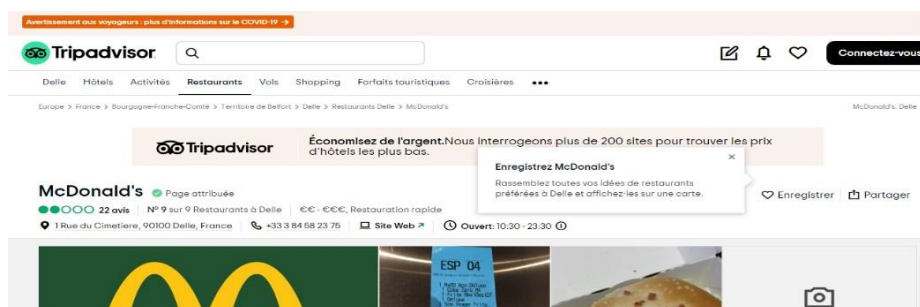 Avertissement aux voyageurs : plus d'informations sur le COVID-19 →
Tripadvisor
Connectez-vous
Delle Hôtels Activités Restaurants Vols Shopping Forfaits touristiques Croisières •••
Europe > France > Bourgogne-Franche-Comté > Territoire de Belfort > Delle > Restaurants Delle > McDonald's
McDonald's, Delle
Tripadvisor
Économisez de l'argent.Nous interrogeons plus de 200 sites pour trouver les prix
d'hôtels les plus bas.
Enregistrez McDonald's ×
Rassemblez toutes vos idées de restaurants
préférées à Delle et affichez-les sur une carte.
McDonald's Page attribuée
Enregistrer Partager
22 avis N° 9 sur 9 Restaurants à Delle €€ - €€€, Restauration rapide
1 Rue du Cimetiere, 90100 Delle, France +33 3 84 58 23 75 Site Web Ouvert: 10:30 - 23:30
ESP 04